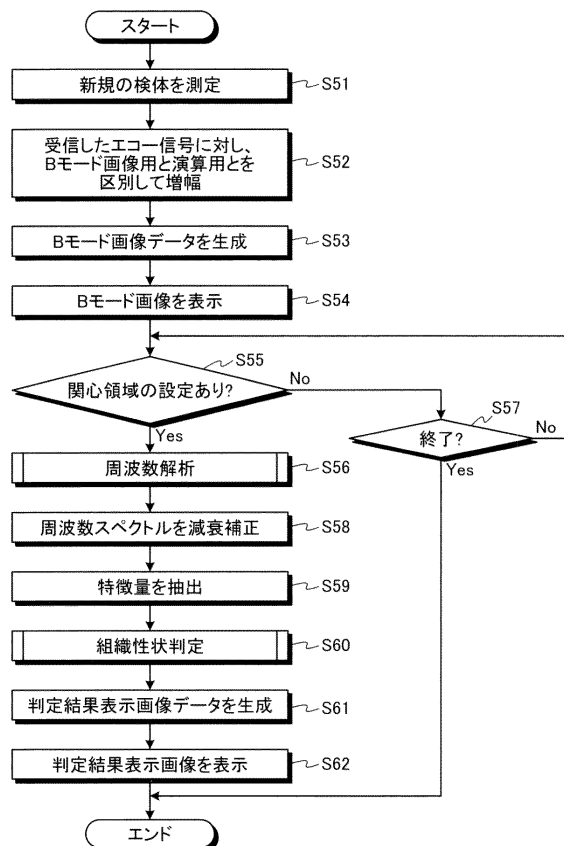 スタート
新規の検体を測定
S51
受信したエコー信号に対し、
Bモード画像用と演算用とを
区別して増幅
S52
Bモード画像データを生成
S53
Bモード画像を表示
S54
S55
関心領域の設定あり?
No
Yes
S57
終了?
No
Yes
周波数解析
S56
周波数スペクトルを減衰補正
S58
特徴量を抽出
S59
組織性状判定
S60
判定結果表示画像データを生成
S61
判定結果表示画像を表示
S62
エンド